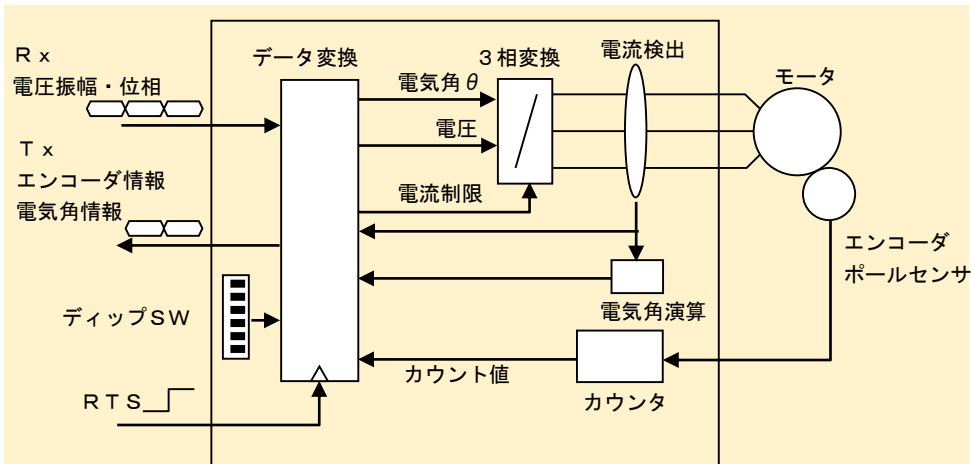 Ｒｘ
電圧振幅・位相
Ｔｘ
エンコーダ情報
電気角情報
ディップＳＷ
ＲＴＳ
データ変換
電気角θ
電圧
電流制限
３相変換
電流検出
モータ
エンコーダ
ポールセンサ
電気角演算
カウント値
カウンタ